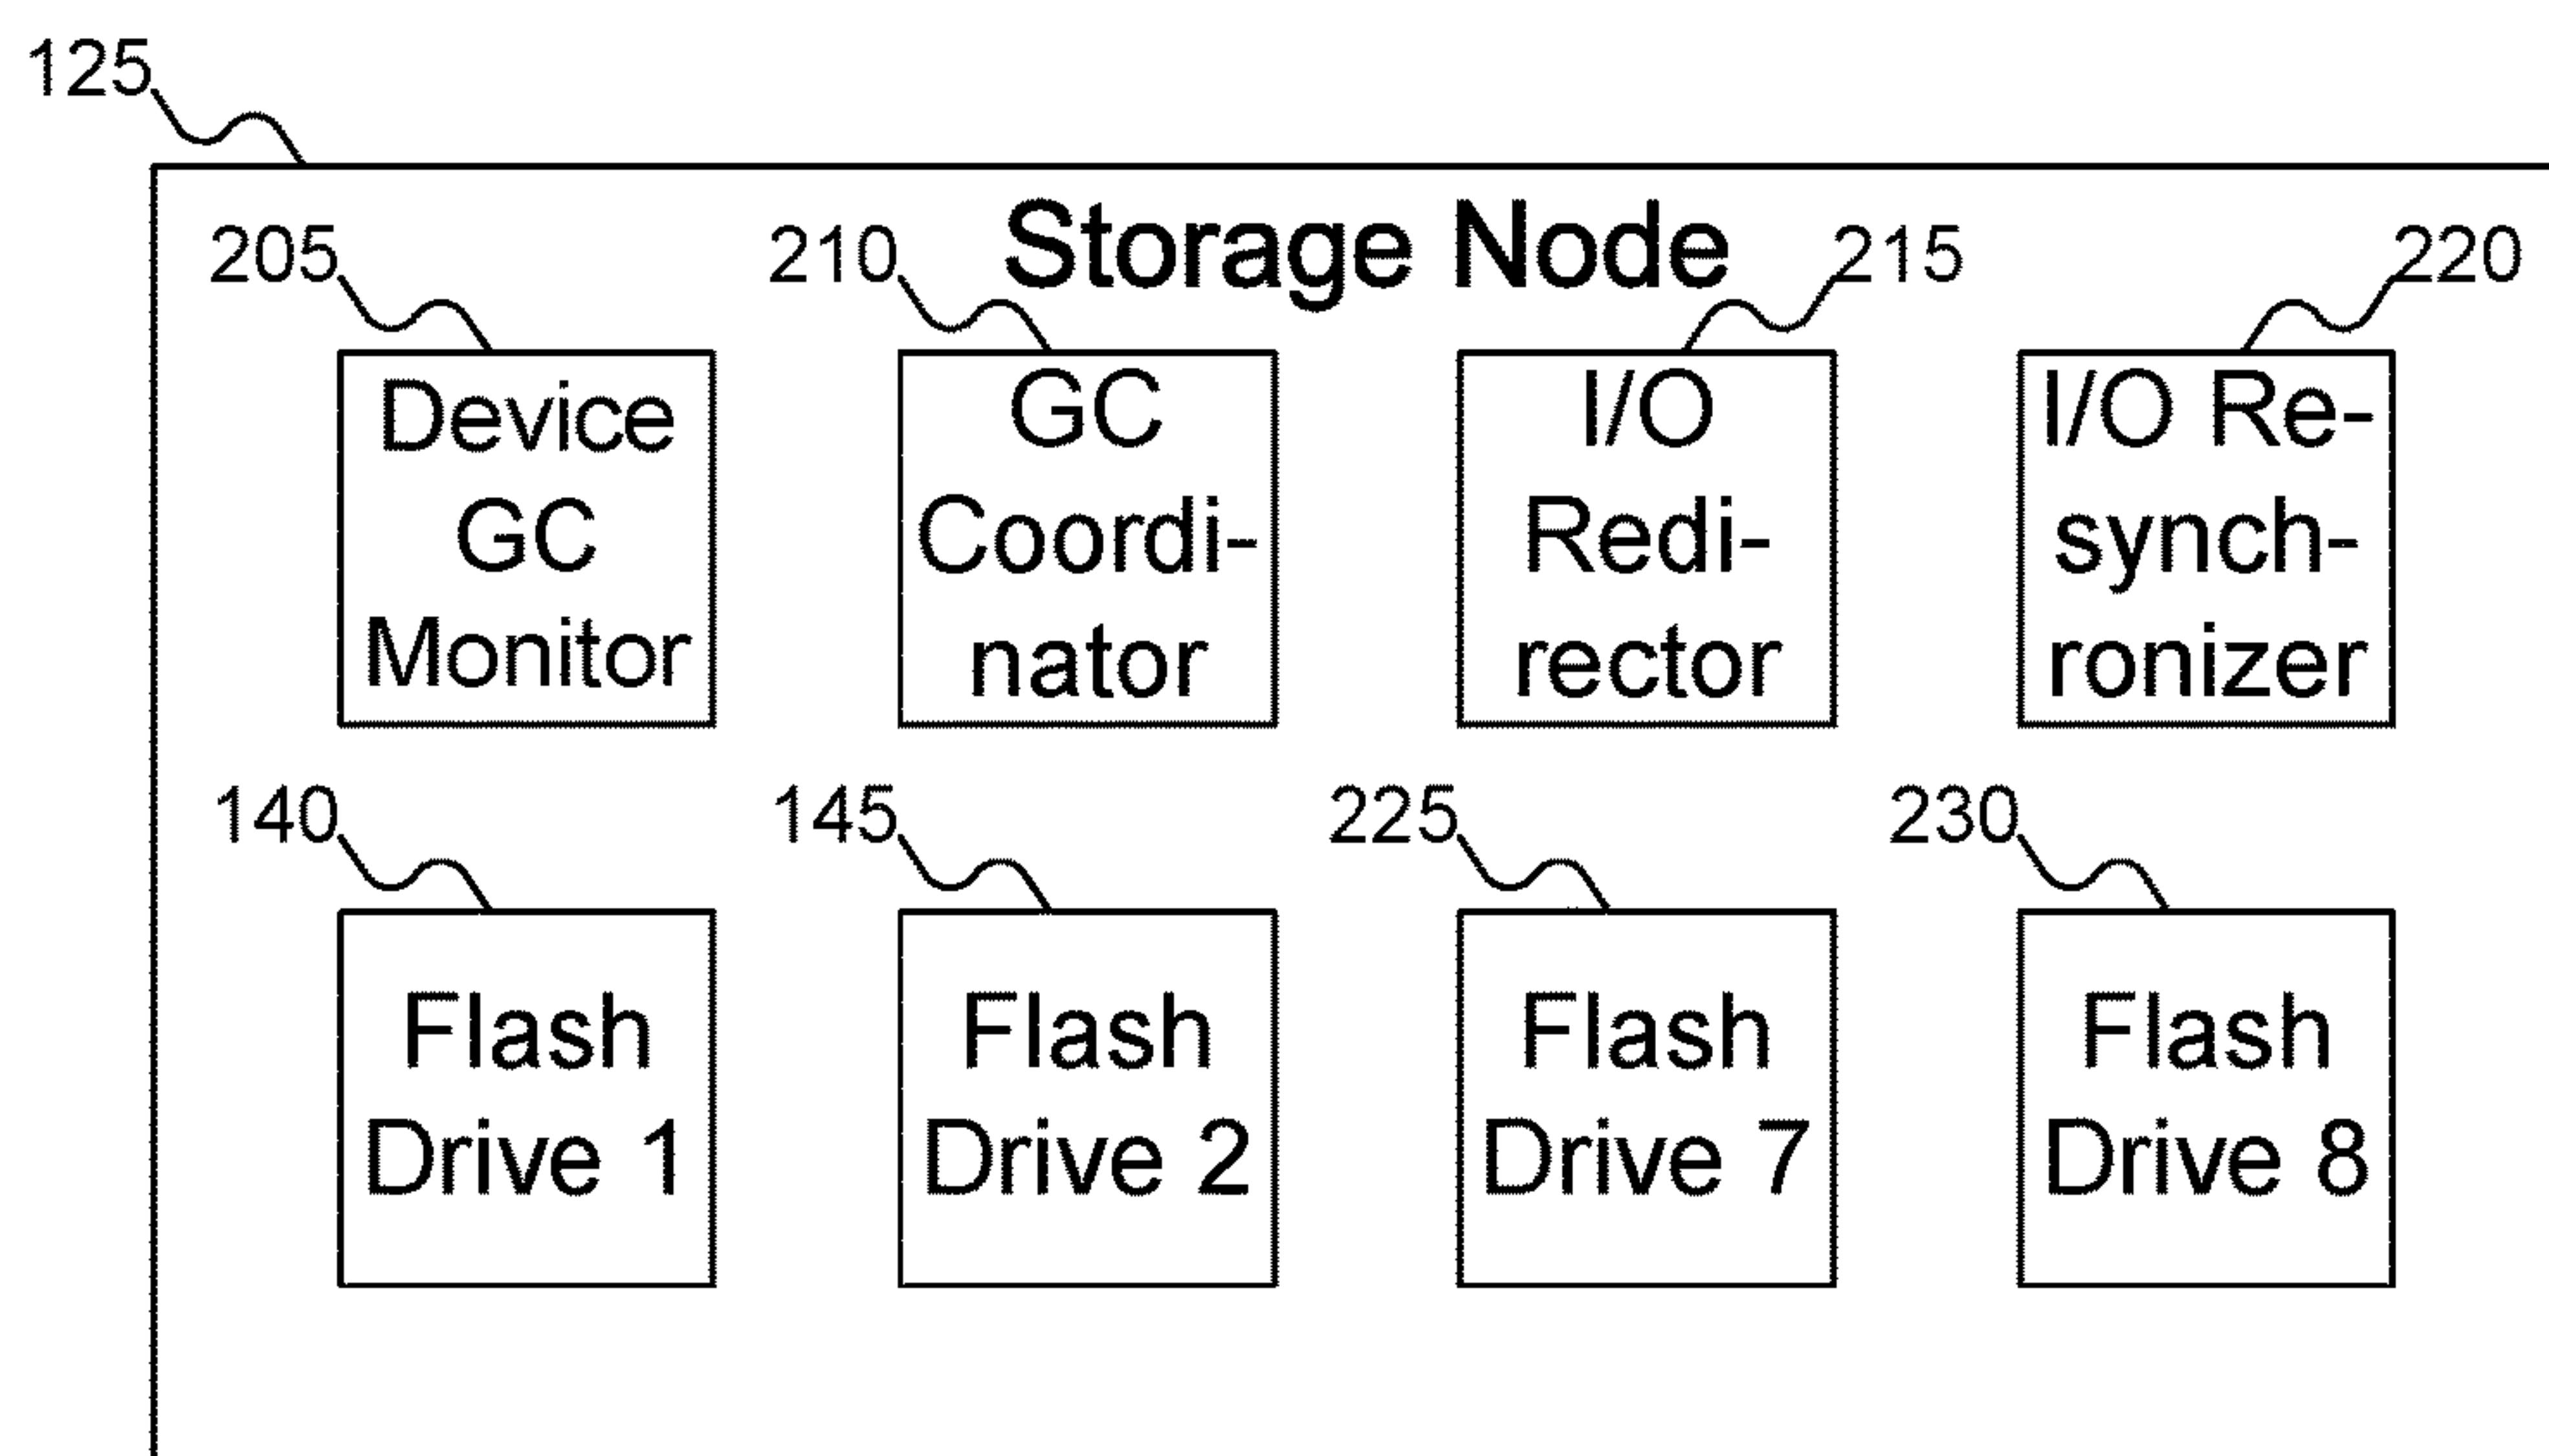 125
Storage Node
205
210
215
220
Device
GC
Monitor
GC
Coordi-
nator
I/O
Redi-
rector
I/O Re-
synch-
ronizer
140
145
225
230
Flash
Drive 1
Flash
Drive 2
Flash
Drive 7
Flash
Drive 8